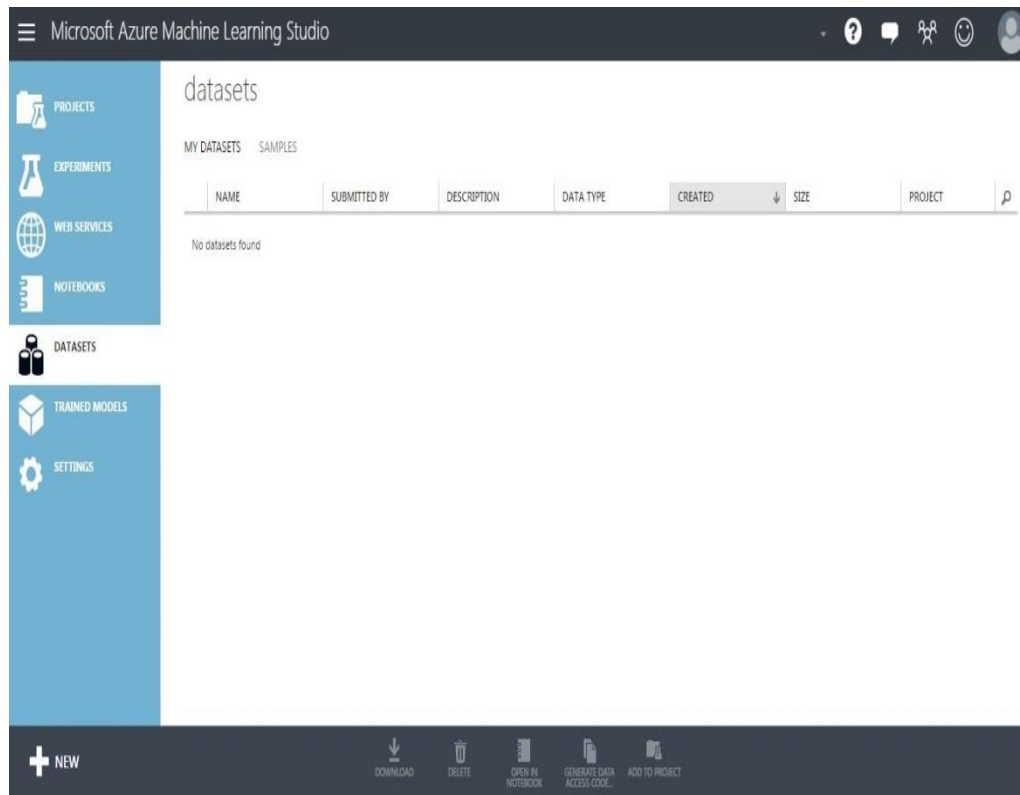 Microsoft Azure Machine Learning Studio
?
PROJECTS
EXPERIMENTS
WEB SERVICES
NOTEBOOKS
DATASETS
TRAINED MODELS
SETTINGS
datasets
MY DATASETS SAMPLES
NAME SUBMITTED BY DESCRIPTION DATA TYPE CREATED SIZE PROJECT
No datasets found
NEW
DOWNLOAD
DELETE
OPEN IN
NOTEBOOK
GENERATE DATA
ACCESS CODE...
ADD TO PROJECT